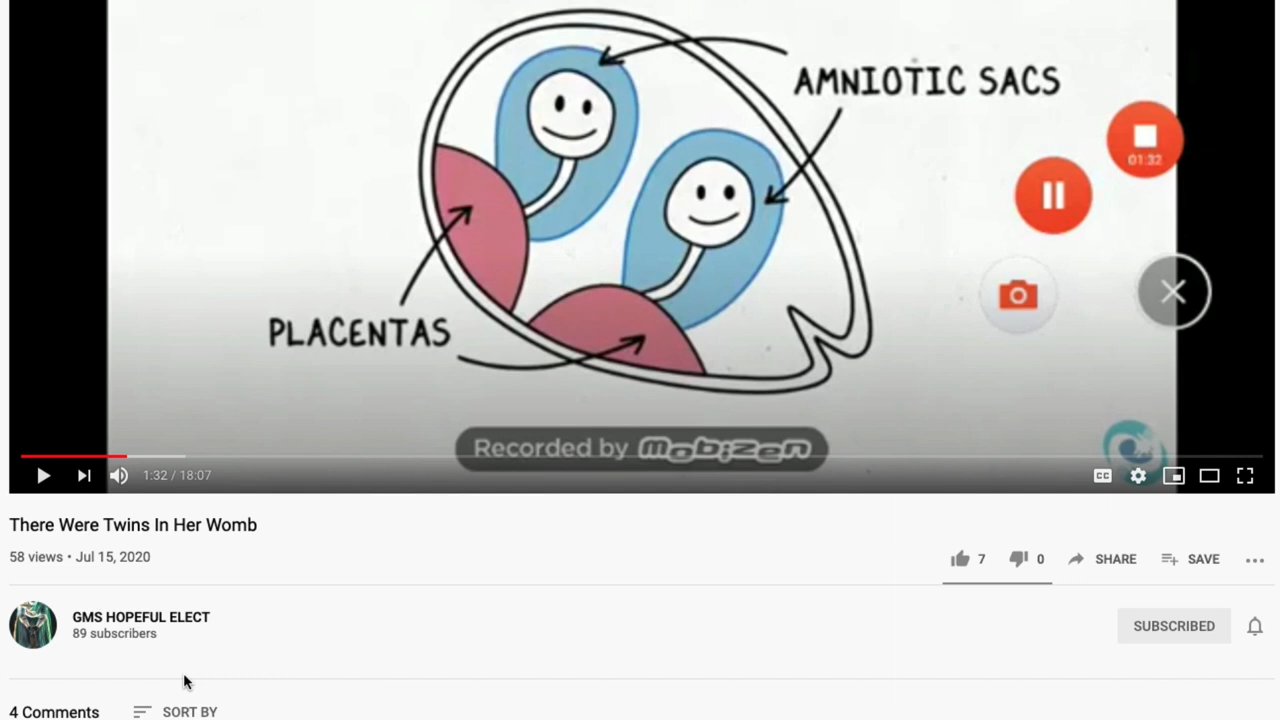 AMNIOTIC SACS
01:32
PLACENTAS
Recorded by mobizen
1:32 / 18:07
CC
There Were Twins In Her Womb
58 views • Jul 15, 2020
7
0
SHARE
SAVE
GMS HOPEFUL ELECT
89 subscribers
SUBSCRIBED
4 Comments
SORT BY